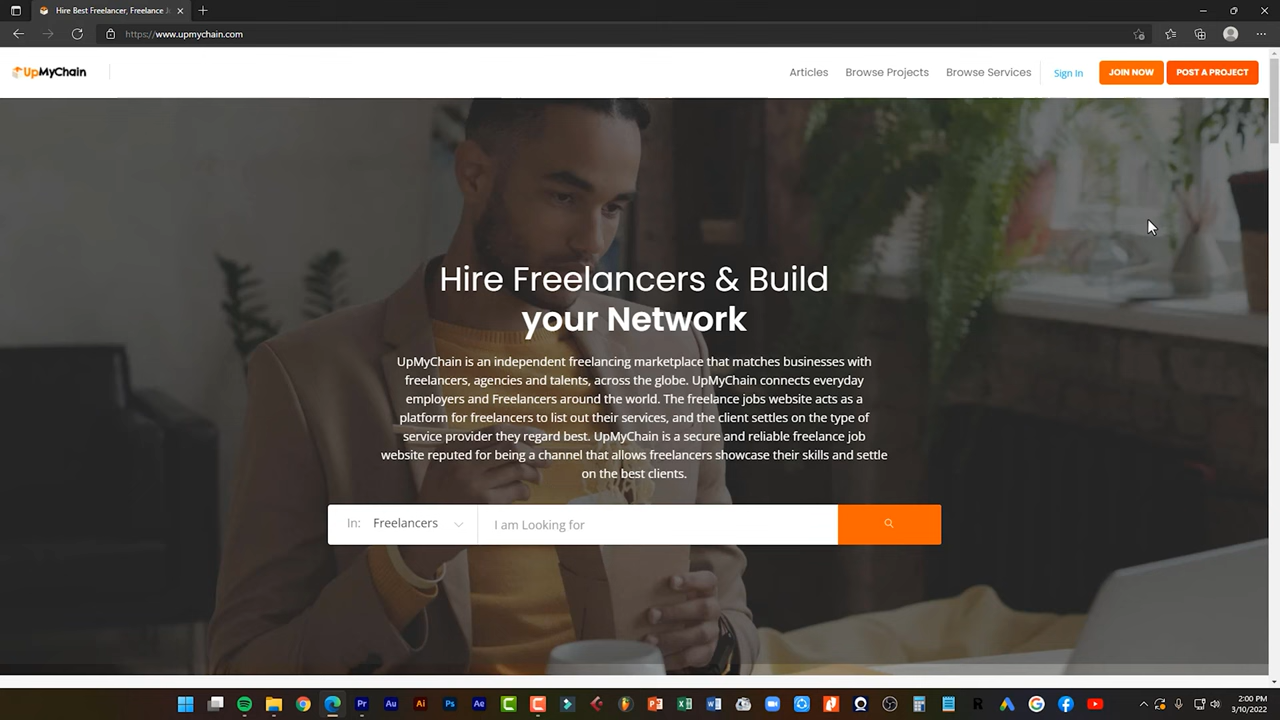 Hire Best Freelancer, Freelance J
https://www.upmychain.com
UpMyChain
Articles
Browse Projects
Browse Services
Sign In
JOIN NOW
POST A PROJECT
Hire Freelancers & Build
your Network
UpMyChain is an independent freelancing marketplace that matches businesses with
freelancers, agencies and talents, across the globe. UpMyChain connects everyday
employers and Freelancers around the world. The freelance jobs website acts as a
platform for freelancers to list out their services, and the client settles on the type of
service provider they regard best. UpMyChain is a secure and reliable freelance job
website reputed for being a channel that allows freelancers showcase their skills and settle
on the best clients.
In: Freelancers
I am Looking for
2:00 PM
3/10/2022